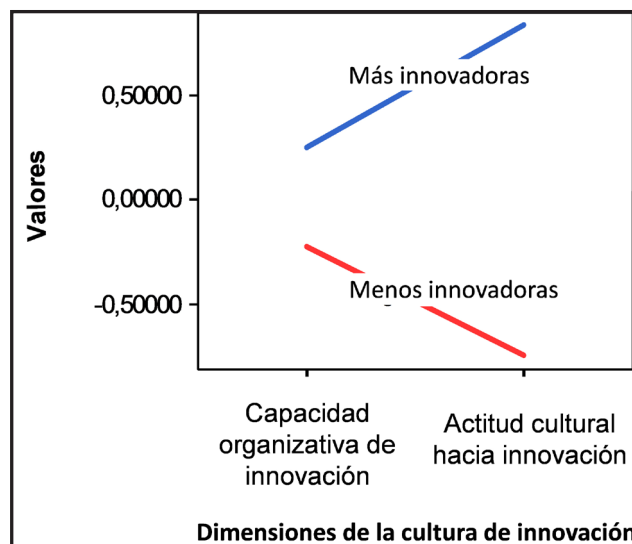 Más innovadoras
0,50000
Valores
0,00000
Menos innovadoras
-0,50000
Capacidad
organizativa de
innovación
Actitud cultural
hacia innovación
Dimensiones de la cultura de innovación